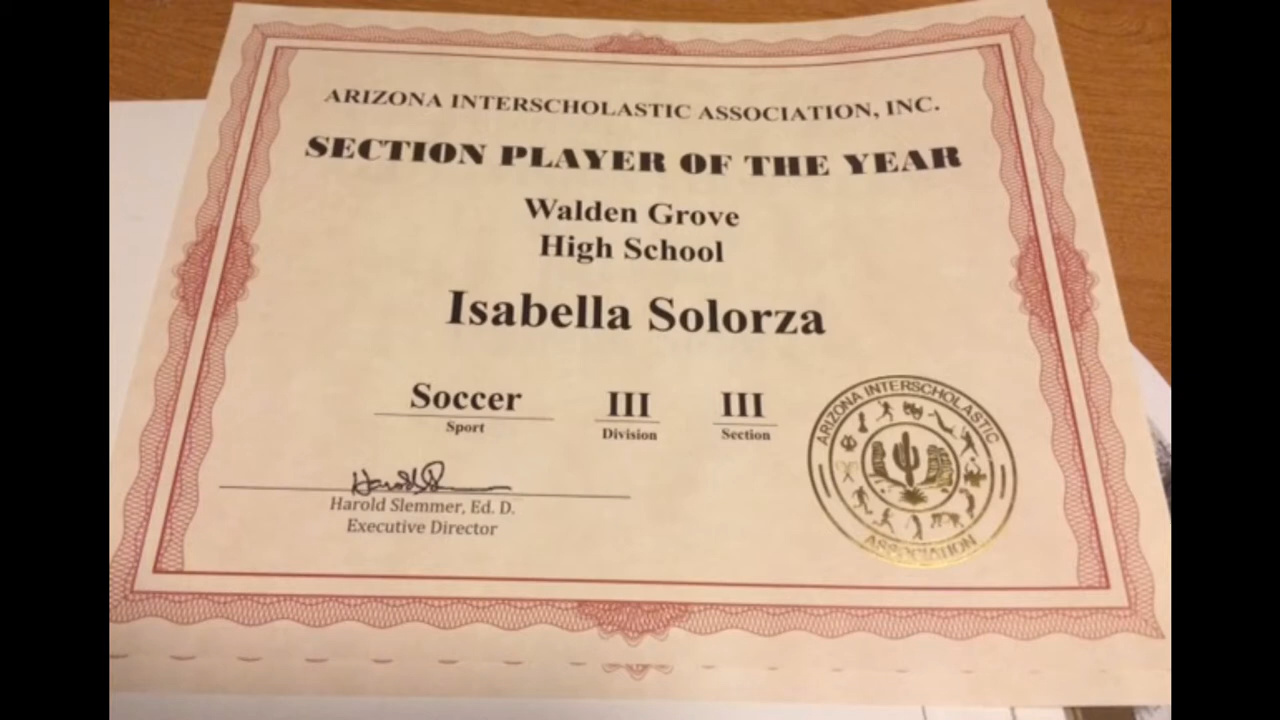 ARIZONA INTERSCHOLASTIC ASSOCIATION, INC.
SECTION PLAYER OF THE YEAR
Walden Grove
High School
Isabella Solorza
Soccer III III
Sport Division Section
Harold Slemmer, Ed. D.
Executive Director
ARIZONA INTERSCHOLASTIC
ASSOCIATION